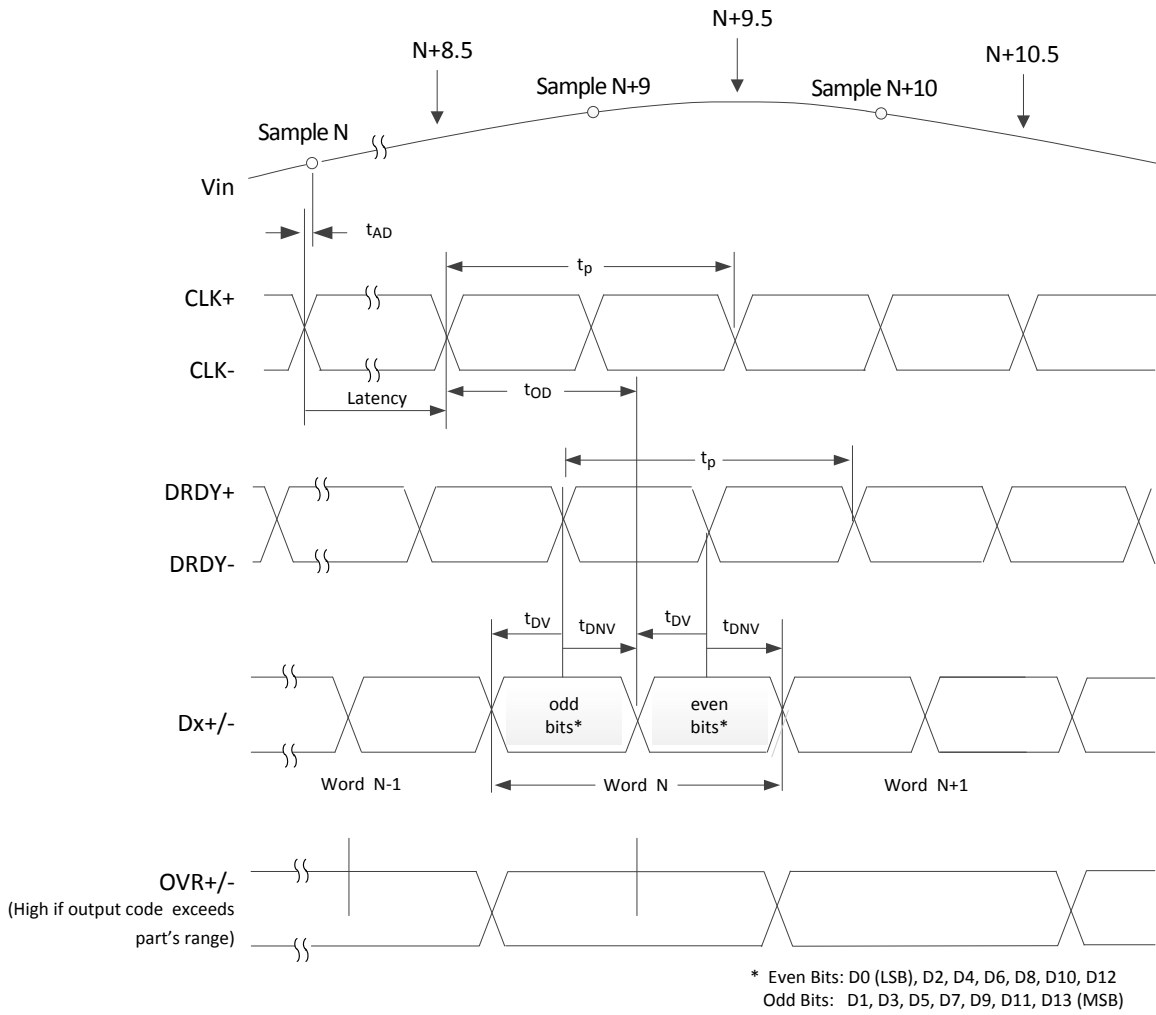 N+9.5
N+8.5
N+10.5
Sample N+9
Sample N+10
Sample N
Vin
tAD
tp
CLK+
CLK-
Latency
tOD
tp
DRDY+
DRDY-
tDV
tDNV
tDV
tDNV
odd
bits*
even
bits*
Dx+/-
Word N-1
Word N
Word N+1
OVR+/-
(High if output code exceeds
part's range)
* Even Bits: D0 (LSB), D2, D4, D6, D8, D10, D12
Odd Bits: D1, D3, D5, D7, D9, D11, D13 (MSB)